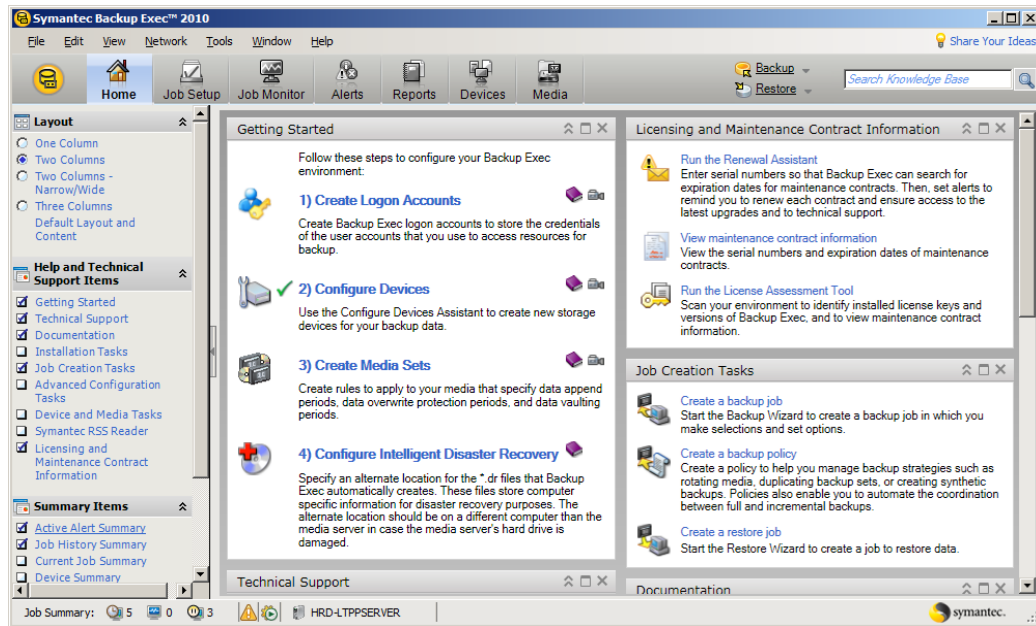 Symantec Backup Exec™ 2010
File Edit View Network Tools Window Help
Share Your Ideas
Home Job Setup Job Monitor Alerts Reports Devices Media
Backup
Restore
Search Knowledge Base
Layout
One Column
Two Columns
Two Columns -
Narrow/Wide
Three Columns
Default Layout and
Content
Help and Technical
Support Items
Getting Started
Technical Support
Documentation
Installation Tasks
Job Creation Tasks
Advanced Configuration
Tasks
Device and Media Tasks
Symantec RSS Reader
Licensing and
Maintenance Contract
Information
Summary Items
Active Alert Summary
Job History Summary
Current Job Summary
Device Summary
Getting Started
Follow these steps to configure your Backup Exec
environment:
1) Create Logon Accounts
Create Backup Exec logon accounts to store the credentials
of the user accounts that you use to access resources for
backup.
2) Configure Devices
Use the Configure Devices Assistant to create new storage
devices for your backup data.
3) Create Media Sets
Create rules to apply to your media that specify data append
periods, data overwrite protection periods, and data vaulting
periods.
4) Configure Intelligent Disaster Recovery
Specify an alternate location for the *.dr files that Backup
Exec automatically creates. These files store computer
specific information for disaster recovery purposes. The
alternate location should be on a different computer than the
media server in case the media server's hard drive is
damaged.
Technical Support
Licensing and Maintenance Contract Information
Run the Renewal Assistant
Enter serial numbers so that Backup Exec can search for
expiration dates for maintenance contracts. Then, set alerts to
remind you to renew each contract and ensure access to the
latest upgrades and to technical support.
View maintenance contract information
View the serial numbers and expiration dates of maintenance
contracts.
Run the License Assessment Tool
Scan your environment to identify installed license keys and
versions of Backup Exec, and to view maintenance contract
information.
Job Creation Tasks
Create a backup job
Start the Backup Wizard to create a backup job in which you
make selections and set options.
Create a backup policy
Create a policy to help you manage backup strategies such as
rotating media, duplicating backup sets, or creating synthetic
backups. Policies also enable you to automate the coordination
between full and incremental backups.
Create a restore job
Start the Restore Wizard to create a job to restore data.
Documentation
Job Summary: 5 0 3 HRD-LTPPSERVER
symantec.